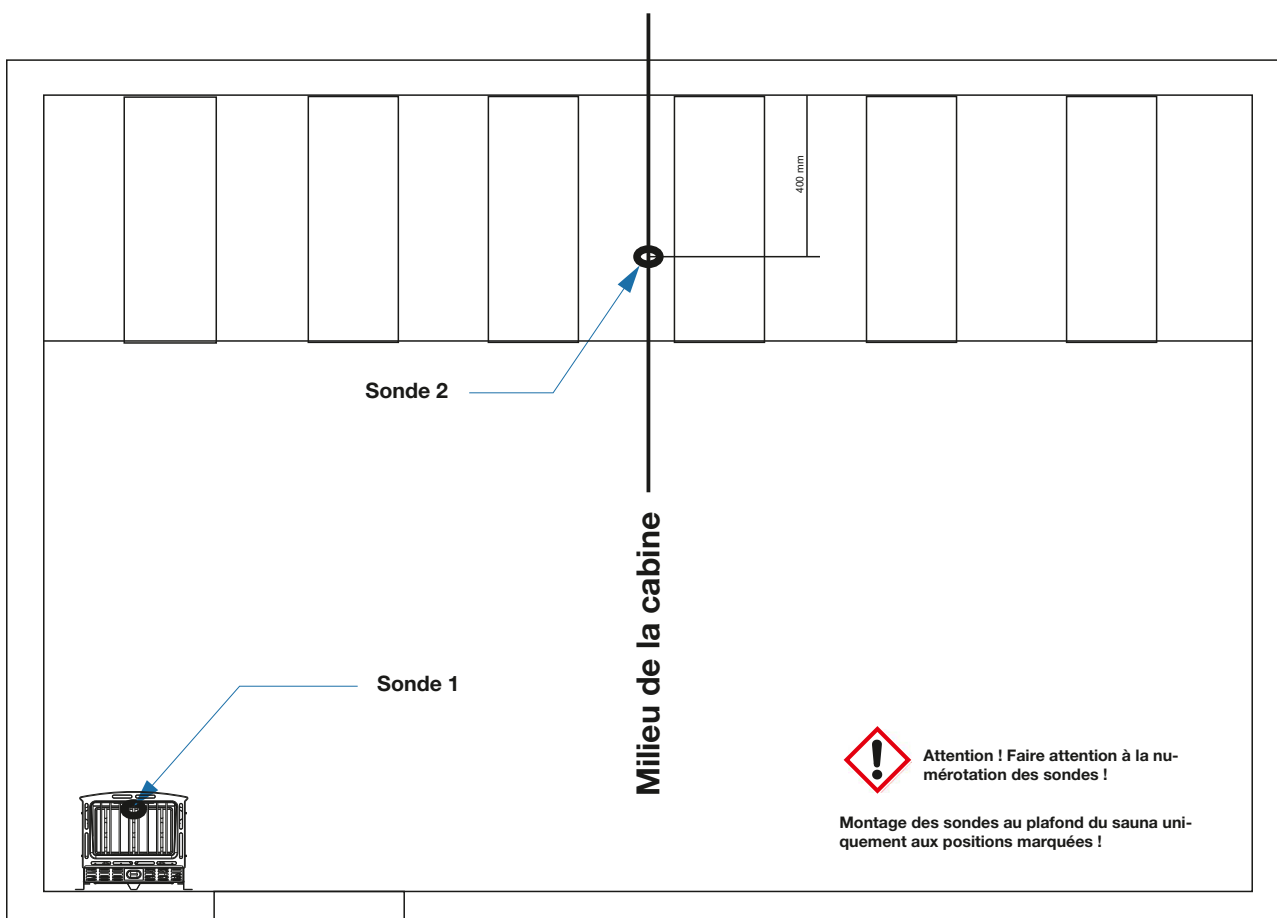 400 mm
Sonde 2
Milieu de la cabine
Sonde 1
Attention ! Faire attention à la nu-
mérotation des sondes !
Montage des sondes au plafond du sauna uni-
quement aux positions marquées !